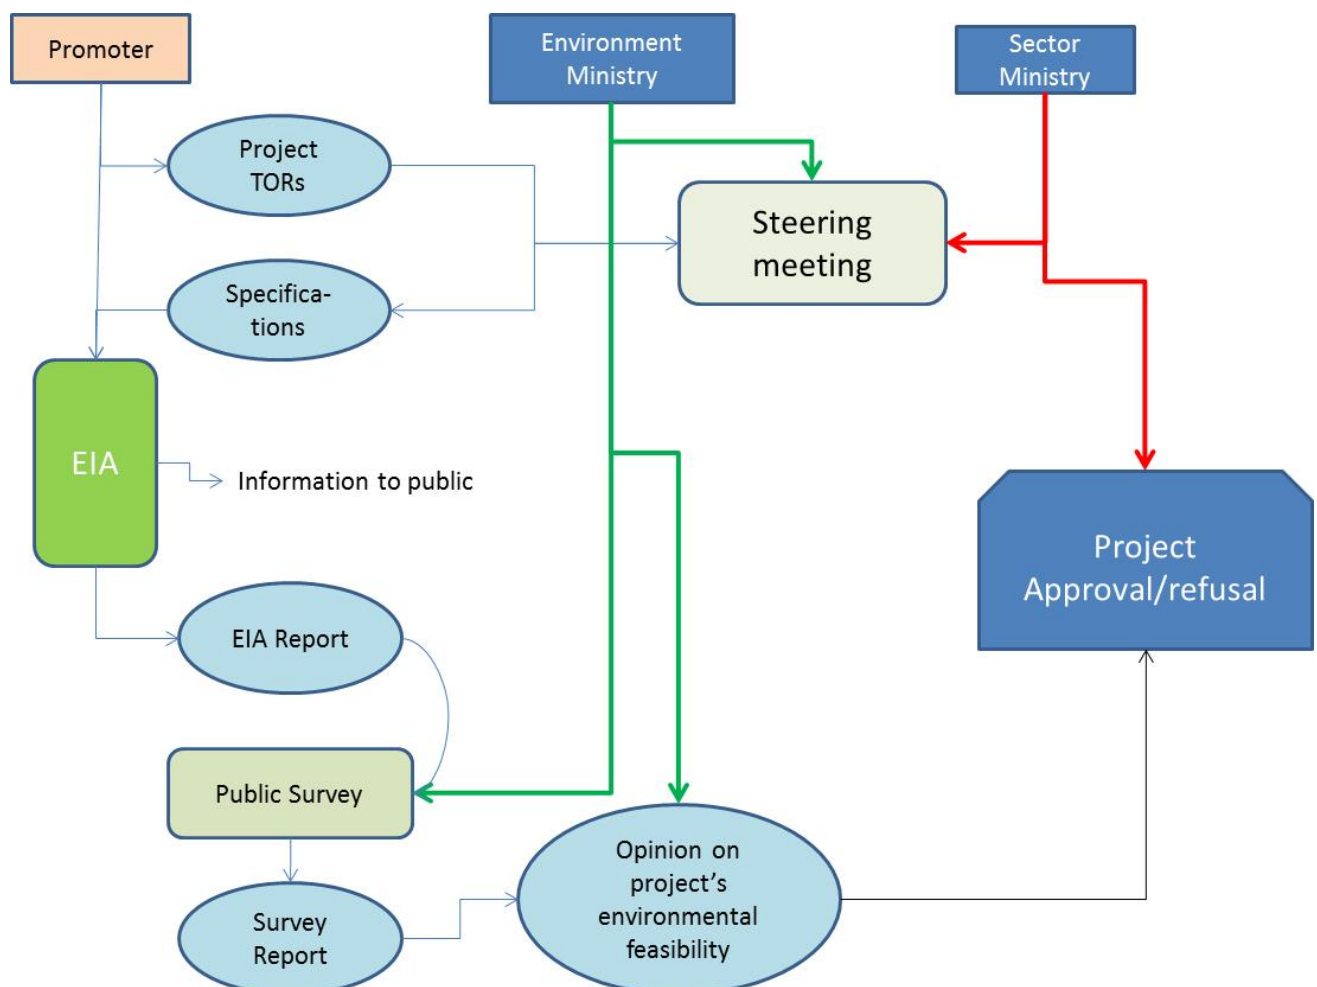 Promoter
Environment
Ministry
Sector
Ministry
Project
TORs
Steering
meeting
Specifica-
tions
EIA
Information to public
Project
Approval/refusal
EIA Report
Public Survey
Opinion on
project's
environmental
feasibility
Survey
Report